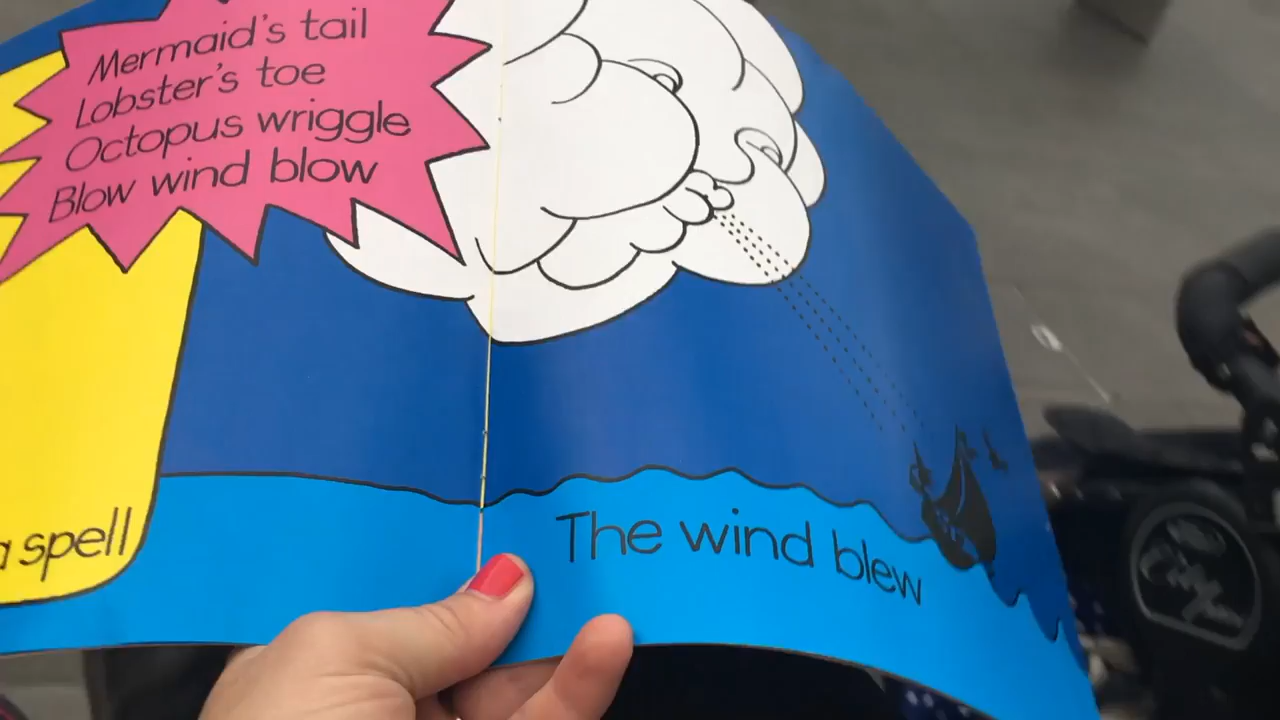 Mermaid's tail
Lobster's toe
Octopus wriggle
Blow wind blow
a spell
The wind blew